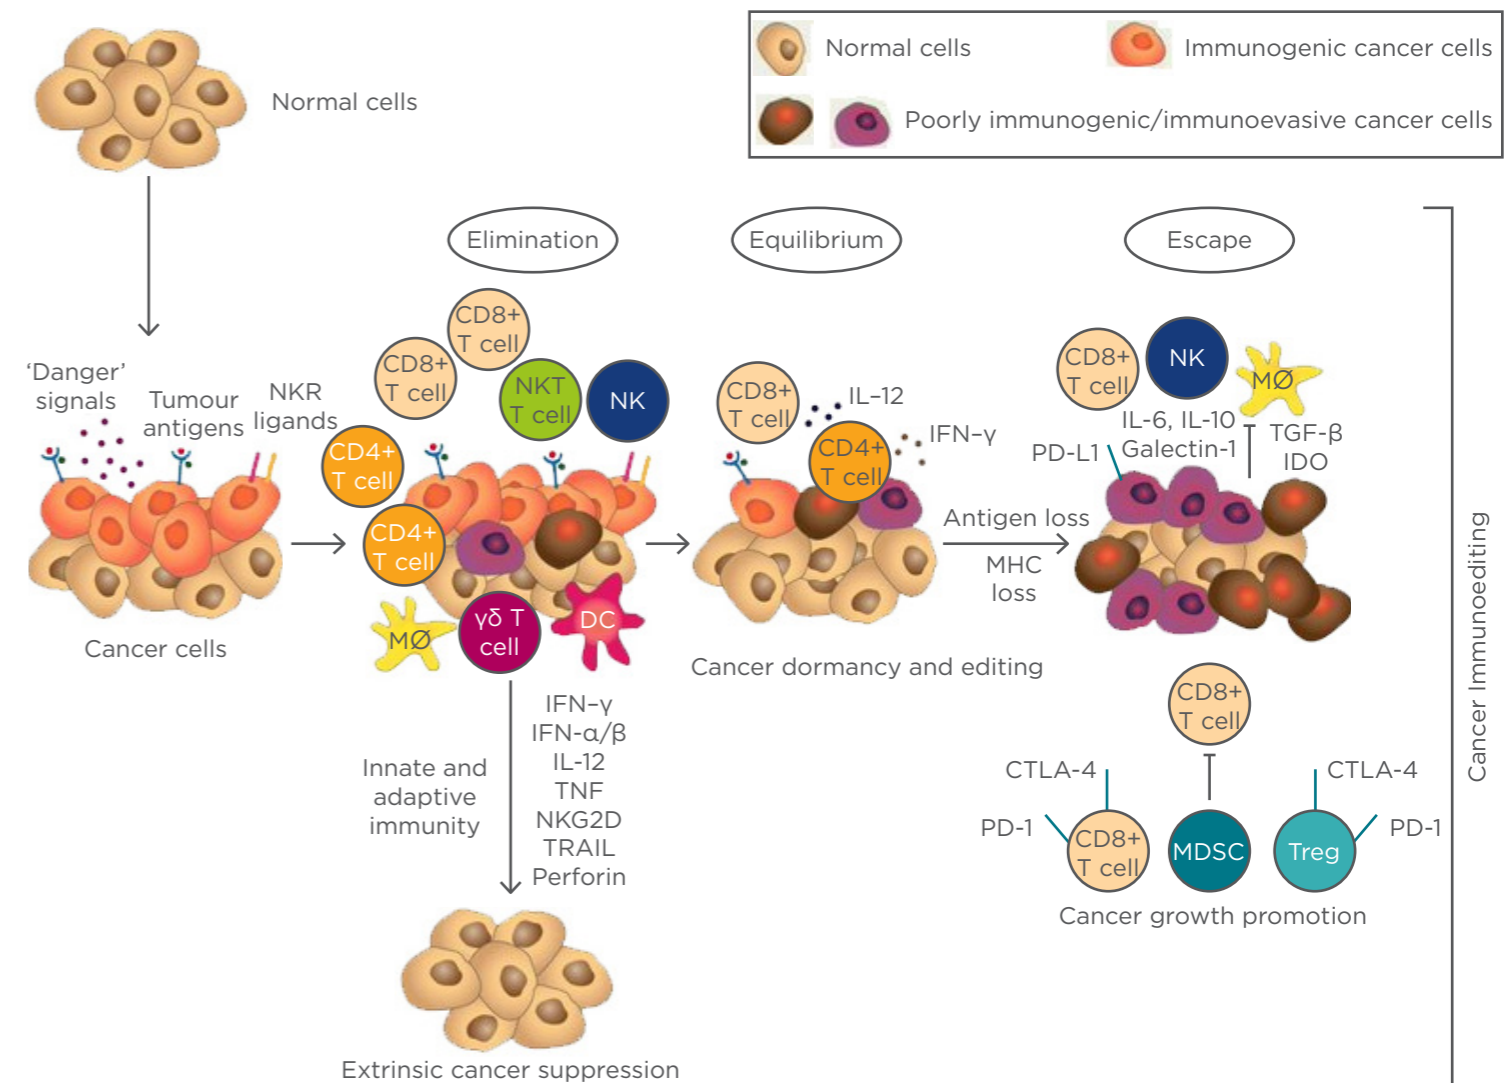 Normal cells
Immunogenic cancer cells
Poorly immunogenic/immunoevasive cancer cells
Normal cells
Elimination
Equilibrium
Escape
'Danger'
signals
Tumour
antigens
NKR
ligands
Cancer cells
CD8+
T cell
CD8+
T cell
NKT
T cell
NK
CD4+
T cell
CD4+
T cell
MØ
γδ T
cell
DC
Innate and
adaptive
immunity
IFN–γ
IFN-α/β
IL-12
TNF
NKG2D
TRAIL
Perforin
Extrinsic cancer suppression
CD8+
T cell
IL–12
CD4+
T cell
IFN–γ
Cancer dormancy and editing
Antigen loss
MHC
loss
CD8+
T cell
NK
MØ
IL-6, IL-10
Galectin-1
PD-L1
TGF-β
IDO
CD8+
T cell
CTLA-4
PD-1
CD8+
T cell
MDSC
CTLA-4
PD-1
Treg
Cancer growth promotion
Cancer Immunoediting